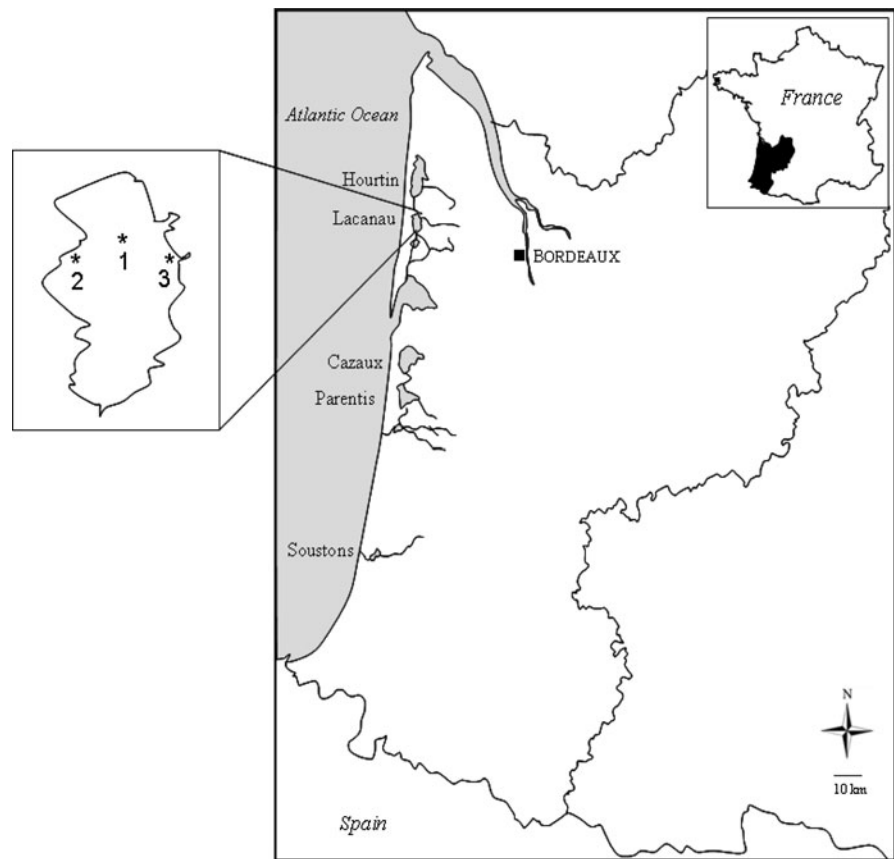 Atlantic Ocean
France
Hourtin
Lacanau
BORDEAUX
* 1
* 2
* 3
Cazaux
Parentis
Soustons
N
10 km
Spain